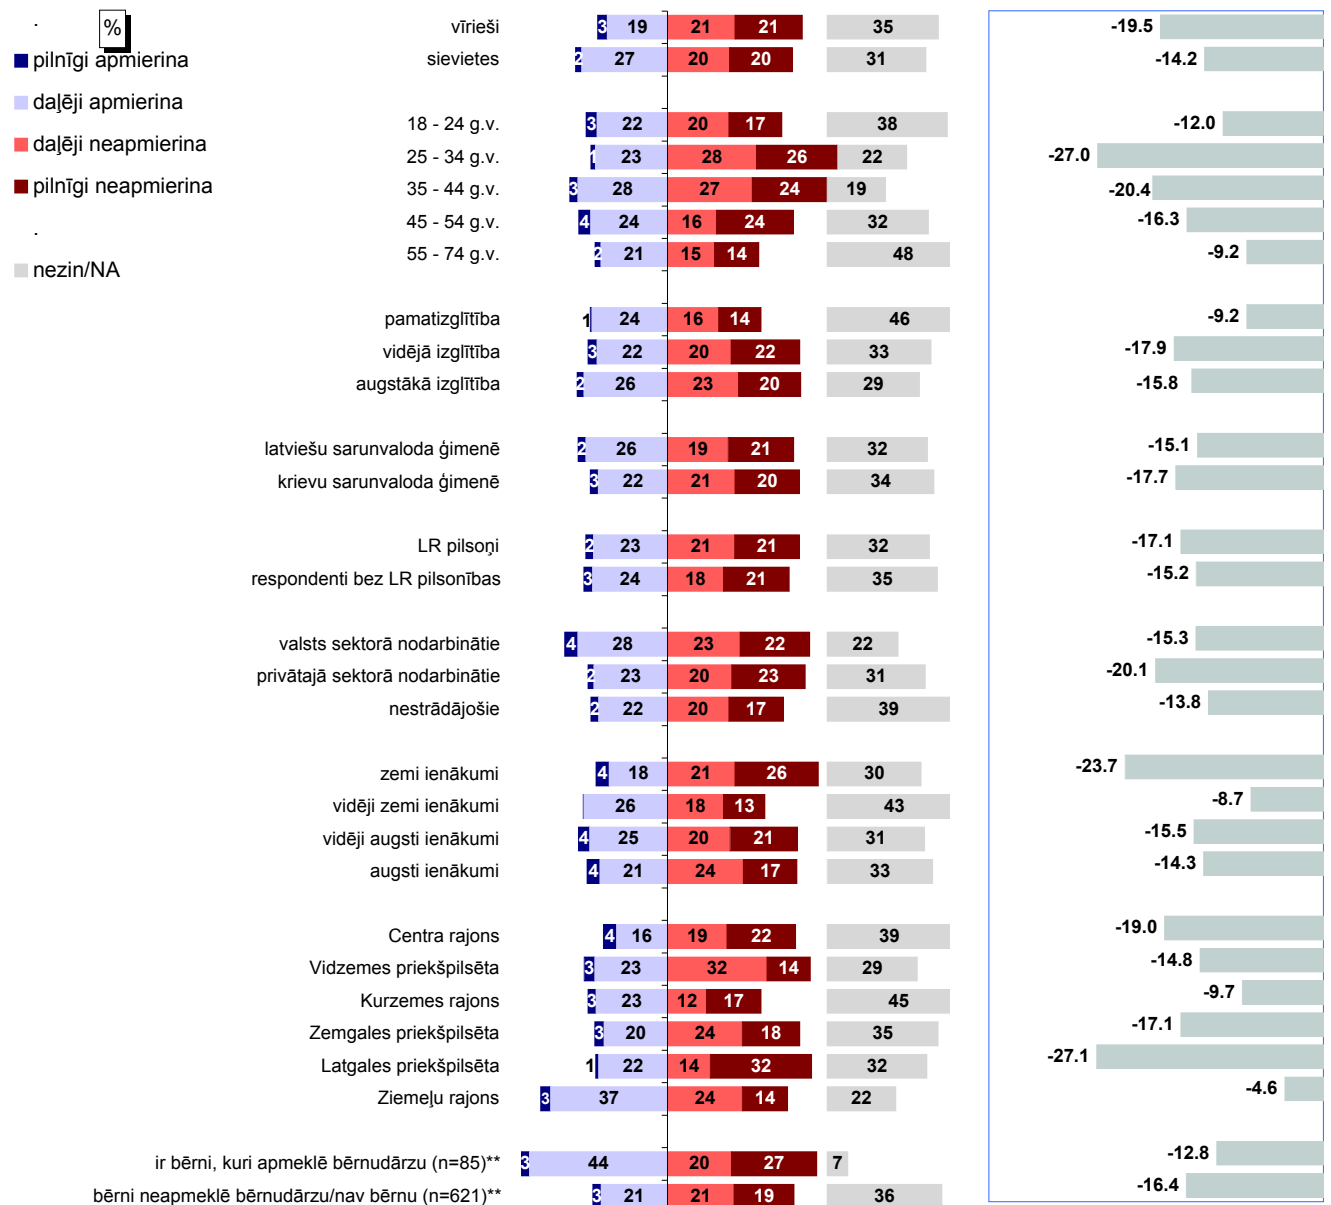 .
%
pilnīgi apmierina
daļēji apmierina
daļēji neapmierina
pilnīgi neapmierina
.
nezin/NA
vīrieši 3 19 21 21 35 -19.5
sievietes 2 27 20 20 31 -14.2
18 - 24 g.v. 3 22 20 17 38 -12.0
25 - 34 g.v. 1 23 28 26 22 -27.0
35 - 44 g.v. 3 28 27 24 19 -20.4
45 - 54 g.v. 4 24 16 24 32 -16.3
55 - 74 g.v. 2 21 15 14 48 -9.2
pamatizglītība 1 24 16 14 46 -9.2
vidējā izglītība 3 22 20 22 33 -17.9
augstākā izglītība 2 26 23 20 29 -15.8
latviešu sarunvaloda ģimenē 2 26 19 21 32 -15.1
krievu sarunvaloda ģimenē 3 22 21 20 34 -17.7
LR pilsoņi 2 23 21 21 32 -17.1
respondenti bez LR pilsonības 3 24 18 21 35 -15.2
valsts sektorā nodarbinātie 4 28 23 22 22 -15.3
privātajā sektorā nodarbinātie 2 23 20 23 31 -20.1
nestrādājošie 2 22 20 17 39 -13.8
zemi ienākumi 4 18 21 26 30 -23.7
vidēji zemi ienākumi 26 18 13 43 -8.7
vidēji augsti ienākumi 4 25 20 21 31 -15.5
augsti ienākumi 4 21 24 17 33 -14.3
Centra rajons 4 16 19 22 39 -19.0
Vidzemes priekšpilsēta 3 23 32 14 29 -14.8
Kurzemes rajons 3 23 12 17 45 -9.7
Zemgales priekšpilsēta 3 20 24 18 35 -17.1
Latgales priekšpilsēta 1 22 14 32 32 -27.1
Ziemeļu rajons 3 37 24 14 22 -4.6
ir bērni, kuri apmeklē bērnudārzu (n=85)** 3 44 20 27 7 -12.8
bērni neapmeklē bērnudārzu/nav bērnu (n=621)** 3 21 21 19 36 -16.4